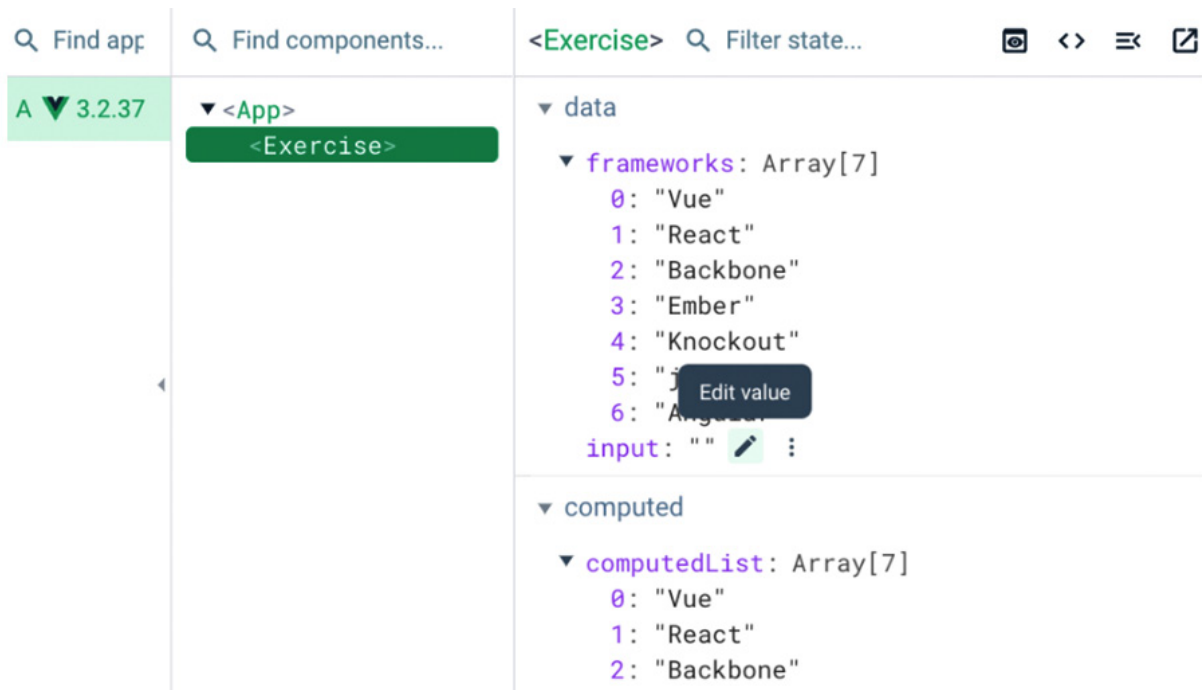 Find app
Find components...
<Exercise>
Filter state...
A 3.2.37
<App>
<Exercise>
data
frameworks: Array[7]
0: "Vue"
1: "React"
2: "Backbone"
3: "Ember"
4: "Knockout"
5: "j
Edit value
6: "Angular"
input: ""
computed
computedList: Array[7]
0: "Vue"
1: "React"
2: "Backbone"